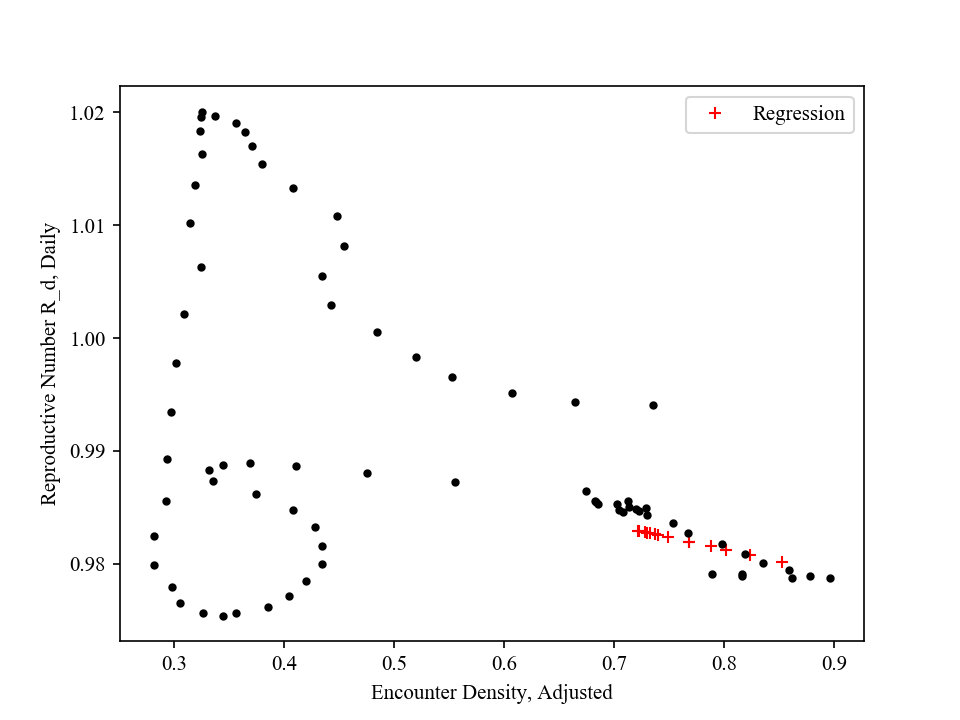 Regression
1.02
1.01
1.00
0.99
0.98
Reproductive Number R_d, Daily
0.3 0.4 0.5 0.6 0.7 0.8 0.9
Encounter Density, Adjusted